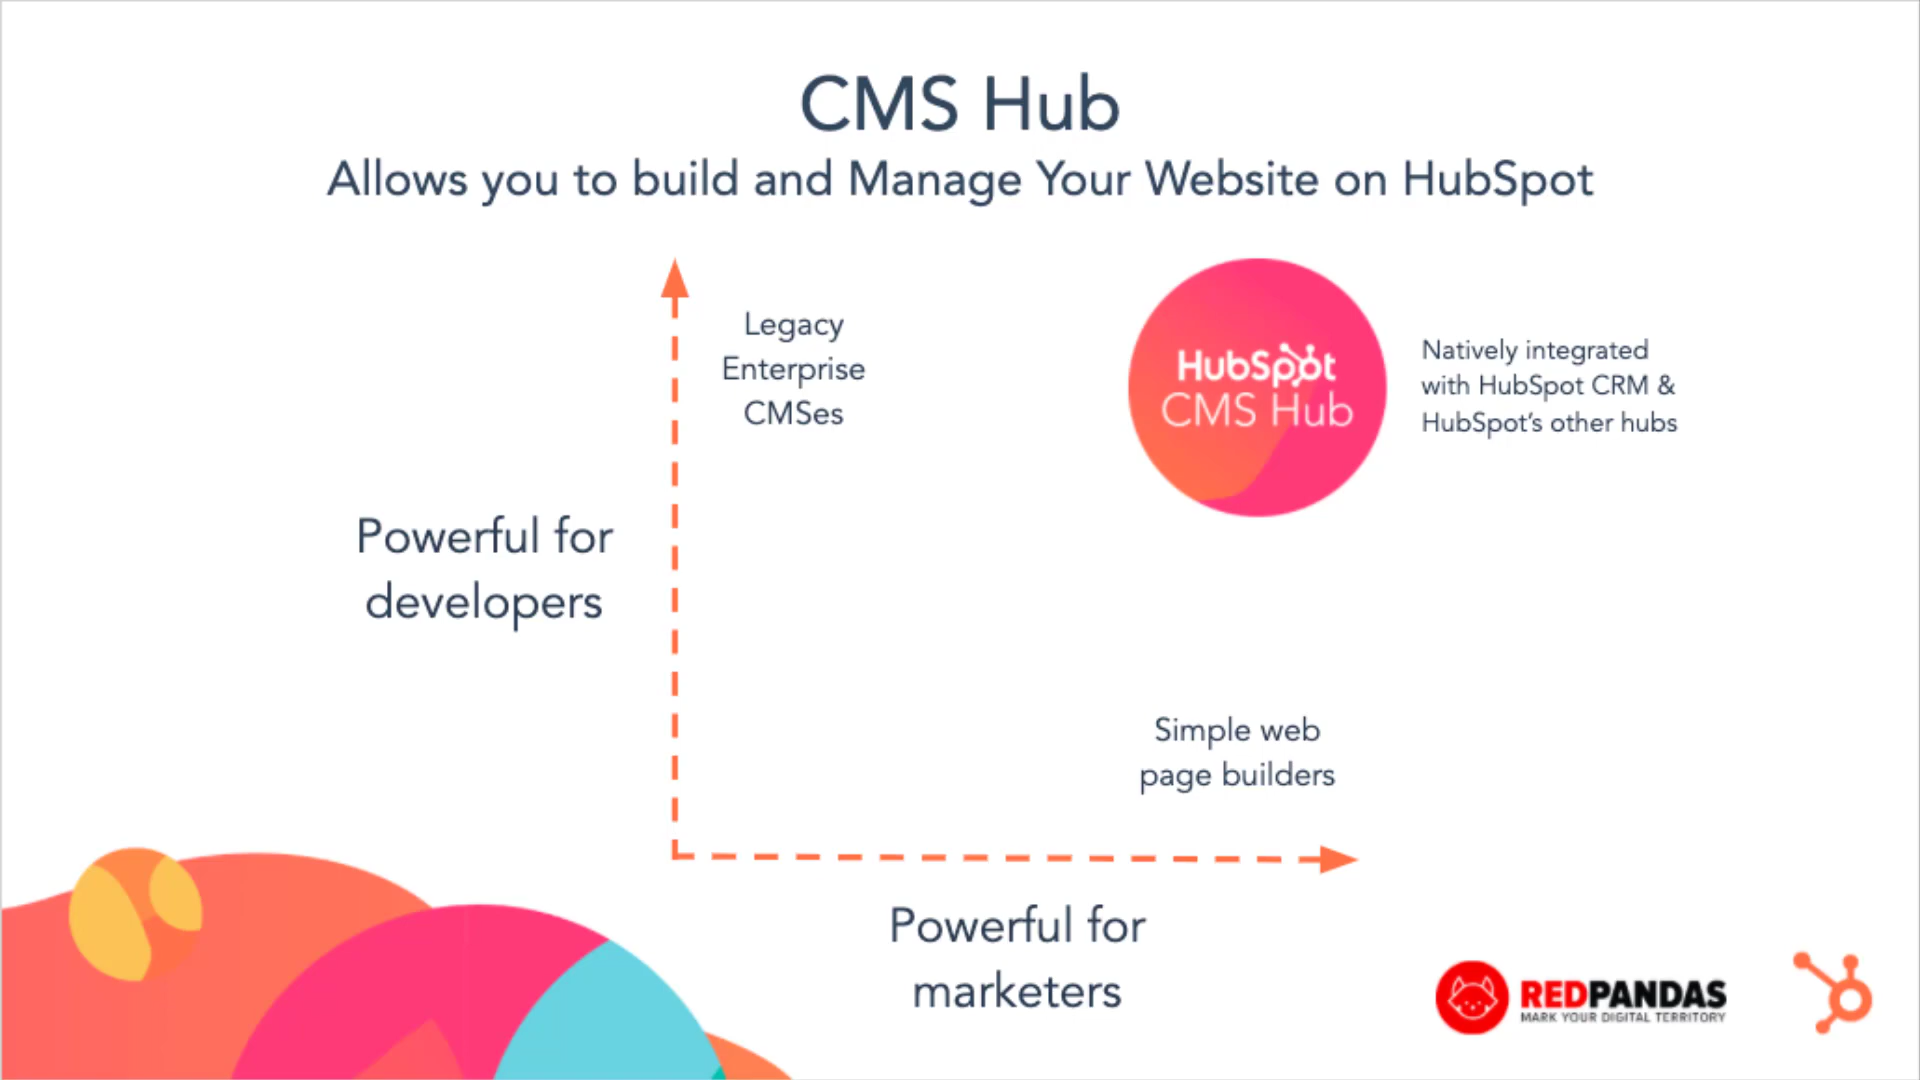 CMS Hub
Allows you to build and Manage Your Website on HubSpot
Legacy
Enterprise
CMSes
HubSpot
CMS Hub
Natively integrated
with HubSpot CRM &
HubSpot’s other hubs
Powerful for
developers
Simple web
page builders
Powerful for
marketers
REDPANDAS
MARK YOUR DIGITAL TERRITORY